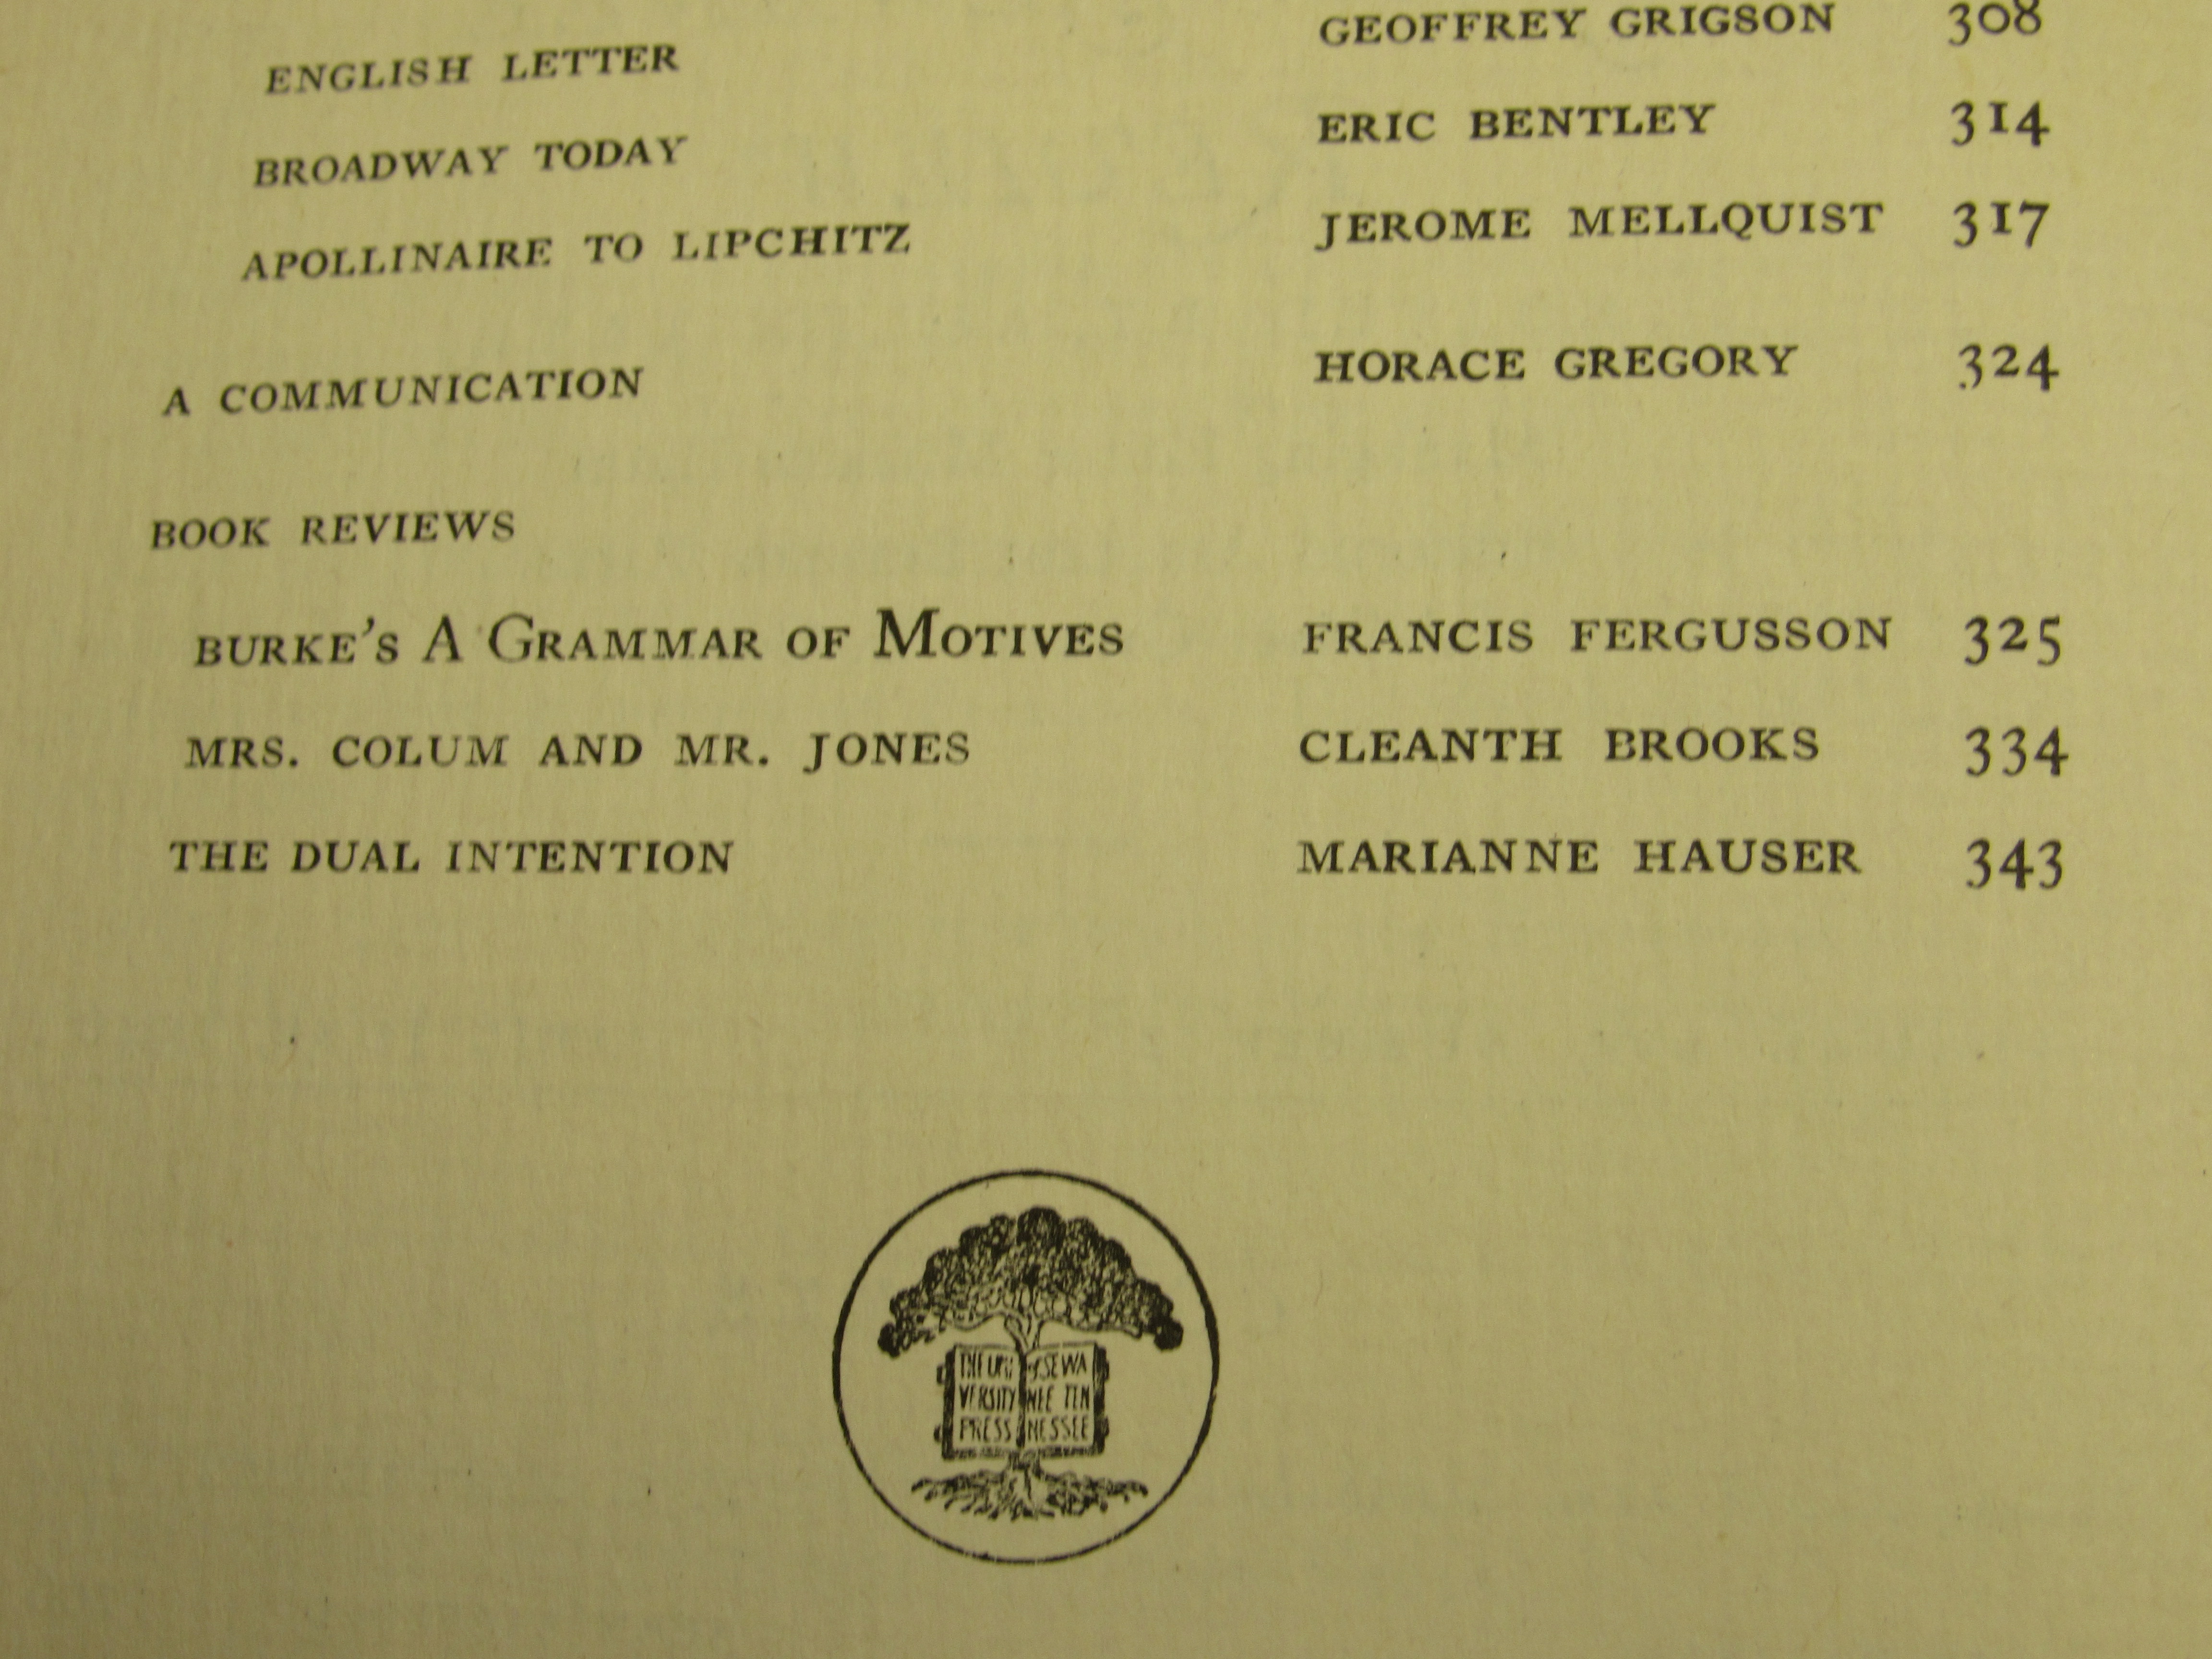 ENGLISH LETTER GEOFFREY GRIGSON 308
BROADWAY TODAY ERIC BENTLEY 314
APOLLINAIRE TO LIPCHITZ JEROME MELLQUIST 317
A COMMUNICATION HORACE GREGORY 324
BOOK REVIEWS
BURKE'S A GRAMMAR OF MOTIVES FRANCIS FERGUSSON 325
MRS. COLUM AND MR. JONES CLEANTH BROOKS 334
THE DUAL INTENTION MARIANNE HAUSER 343
THE UNI of SEWA
VERSITY NEE TEN
PRESS NESSEE